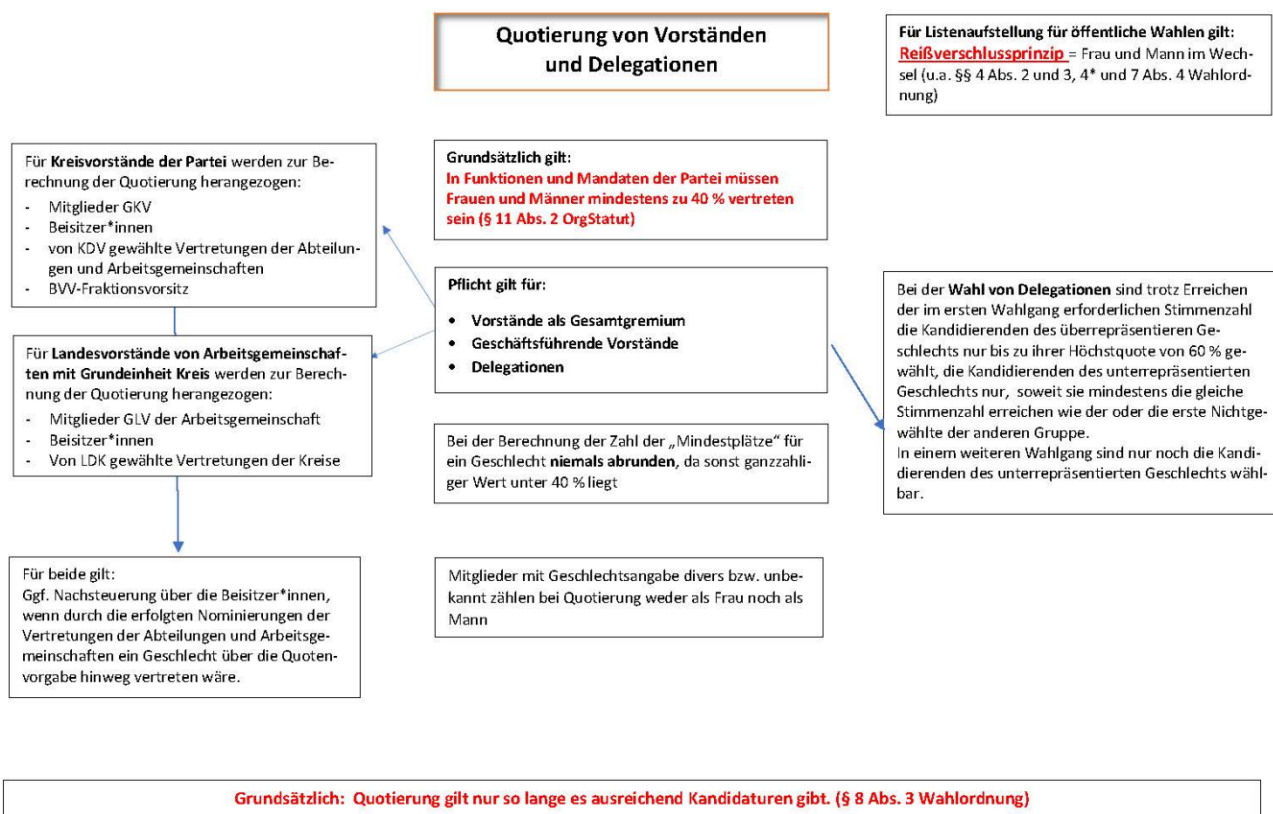 Quotierung von Vorständen
und Delegationen
Für Listenaufstellung für öffentliche Wahlen gilt:
Reißverschlussprinzip = Frau und Mann im Wech-
sel (u.a. §§ 4 Abs. 2 und 3, 4* und 7 Abs. 4 Wahlord-
nung)
Für Kreisvorstände der Partei werden zur Be-
rechnung der Quotierung herangezogen:
- Mitglieder GKV
- Beisitzer*innen
- von KDV gewählte Vertretungen der Abteilun-
gen und Arbeitsgemeinschaften
- BVV-Fraktionsvorsitz
Für Landesvorstände von Arbeitsgemeinschaf-
ten mit Grundeinheit Kreis werden zur Berech-
nung der Quotierung herangezogen:
- Mitglieder GLV der Arbeitsgemeinschaft
- Beisitzer*innen
- Von LDK gewählte Vertretungen der Kreise
Für beide gilt:
Ggf. Nachsteuerung über die Beisitzer*innen,
wenn durch die erfolgten Nominierungen der
Vertretungen der Abteilungen und Arbeitsge-
meinschaften ein Geschlecht über die Quoten-
vorgabe hinweg vertreten wäre.
Grundsätzlich gilt:
In Funktionen und Mandaten der Partei müssen
Frauen und Männer mindestens zu 40 % vertreten
sein (§ 11 Abs. 2 OrgStatut)
Pflicht gilt für:
• Vorstände als Gesamtgremium
• Geschäftsführende Vorstände
• Delegationen
Bei der Berechnung der Zahl der „Mindestplätze“ für
ein Geschlecht niemals abrunden, da sonst ganzzahli-
ger Wert unter 40 % liegt
Mitglieder mit Geschlechtsangabe divers bzw. unbe-
kannt zählen bei Quotierung weder als Frau noch als
Mann
Bei der Wahl von Delegationen sind trotz Erreichen
der im ersten Wahlgang erforderlichen Stimmenzahl
die Kandidierenden des überrepräsentieren Ge-
schlechts nur bis zu ihrer Höchstquote von 60 % ge-
wählt, die Kandidierenden des unterrepräsentierten
Geschlechts nur, soweit sie mindestens die gleiche
Stimmenzahl erreichen wie der oder die erste Nichtge-
wählte der anderen Gruppe.
In einem weiteren Wahlgang sind nur noch die Kandi-
dierenden des unterrepräsentierten Geschlechts wähl-
bar.
Grundsätzlich: Quotierung gilt nur so lange es ausreichend Kandidaturen gibt. (§ 8 Abs. 3 Wahlordnung)